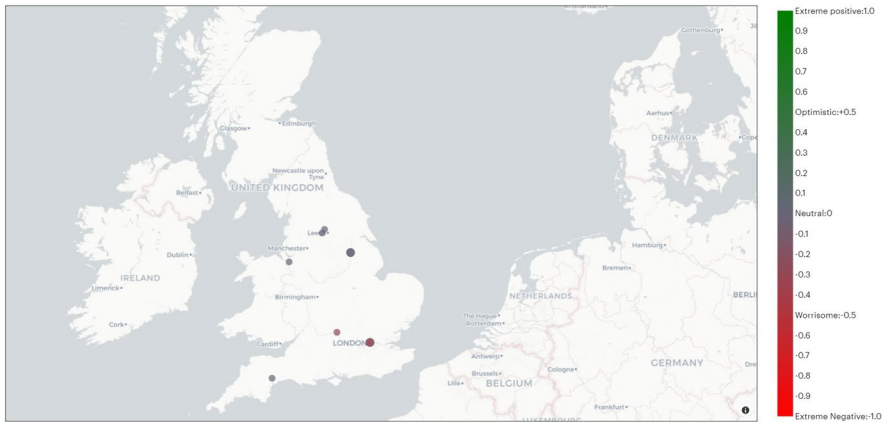 Gothenburg
Aarhus
DENMARK
Glasgow
Edinburgh
Newcastle upon
Tyne
UNITED KINGDOM
Belfast
Manchester
Dublin
IRELAND
Limerick
Cork
Birmingham
Cardiff
LONDON
Hamburg
Bremen
NETHERLANDS
BERLI
The Hague
Rotterdam
Antwerp
Brussels
Lille
BELGIUM
Cologne
GERMANY
Dre
Frankfurt
LUXEMBOURG
Extreme positive:1.0
0.9
0.8
0.7
0.6
Optimistic:+0.5
0.4
0.3
0.2
0.1
Neutral:0
-0.1
-0.2
-0.3
-0.4
Worrisome:-0.5
-0.6
-0.7
-0.8
-0.9
Extreme Negative:-1.0